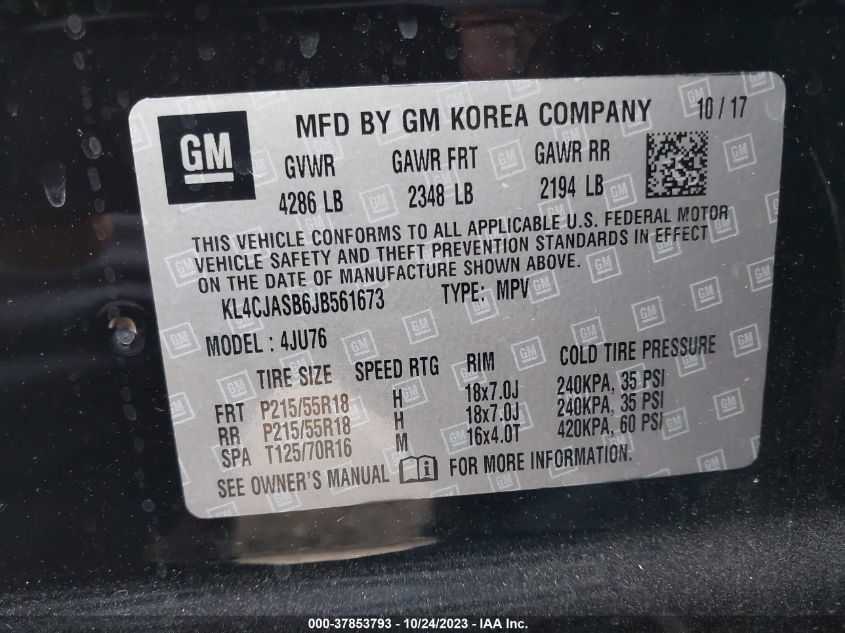 GM
MFD BY GM KOREA COMPANY 10 / 17
GVWR GAWR FRT GAWR RR
4286 LB 2348 LB 2194 LB
THIS VEHICLE CONFORMS TO ALL APPLICABLE U.S. FEDERAL MOTOR
VEHICLE SAFETY AND THEFT PREVENTION STANDARDS IN EFFECT
ON THE DATE OF MANUFACTURE SHOWN ABOVE.
KL4CJASB6JB561673 TYPE: MPV
MODEL : 4JU76
TIRE SIZE SPEED RTG RIM COLD TIRE PRESSURE
FRT P215/55R18 H 18x7.0J 240KPA, 35 PSI
RR P215/55R18 H 18x7.0J 240KPA, 35 PSI
SPA T125/70R16 M 16x4.0T 420KPA, 60 PSI
SEE OWNER'S MANUAL FOR MORE INFORMATION.
000-37853793 - 10/24/2023 - IAA Inc.